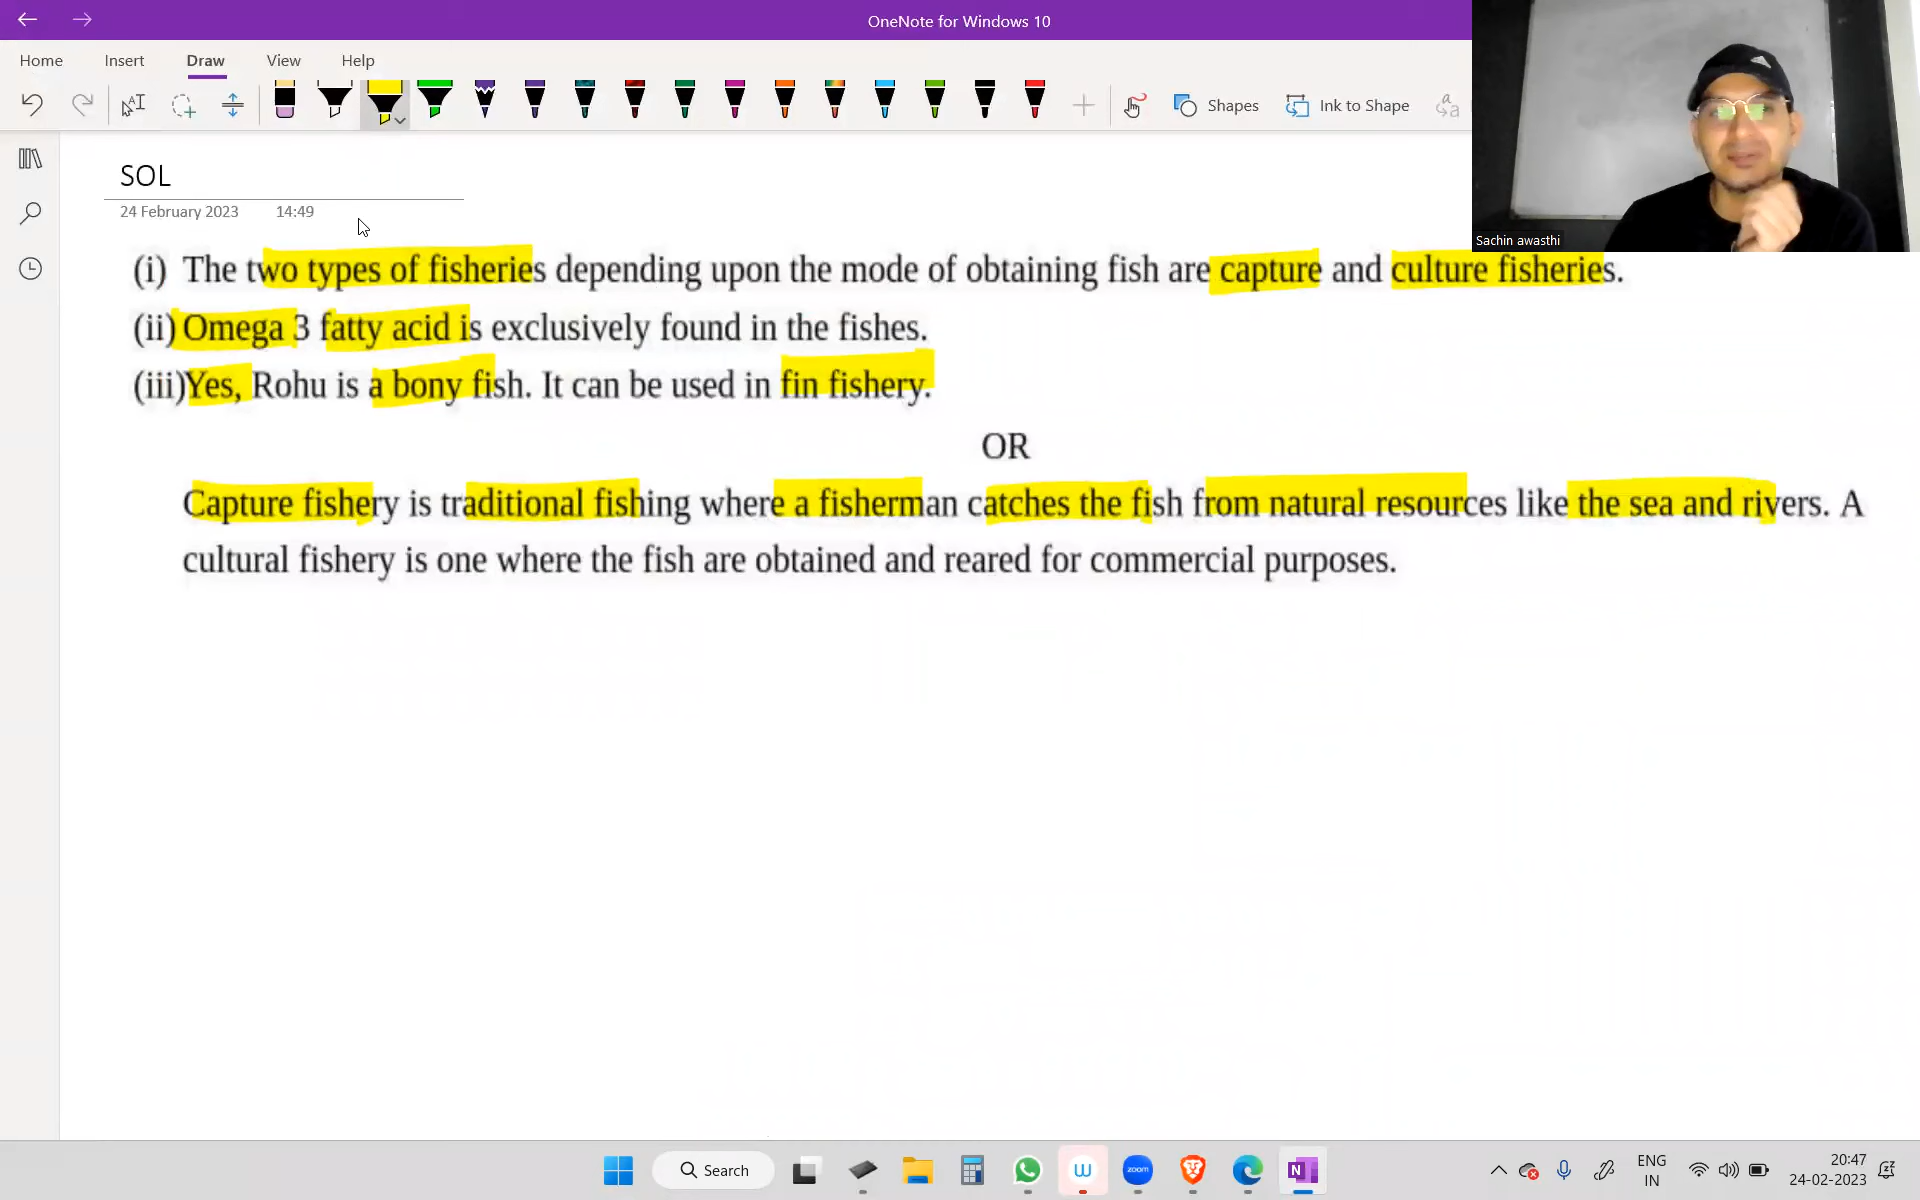 OneNote for Windows 10
Home Insert Draw View Help
Shapes Ink to Shape
Sachin awasthi
SOL
24 February 2023 14:49
(i) The two types of fisheries depending upon the mode of obtaining fish are capture and culture fisheries.
(ii) Omega 3 fatty acid is exclusively found in the fishes.
(iii)Yes, Rohu is a bony fish. It can be used in fin fishery.
OR
Capture fishery is traditional fishing where a fisherman catches the fish from natural resources like the sea and rivers. A
cultural fishery is one where the fish are obtained and reared for commercial purposes.
Search
zoom
ENG
IN
20:47
24-02-2023